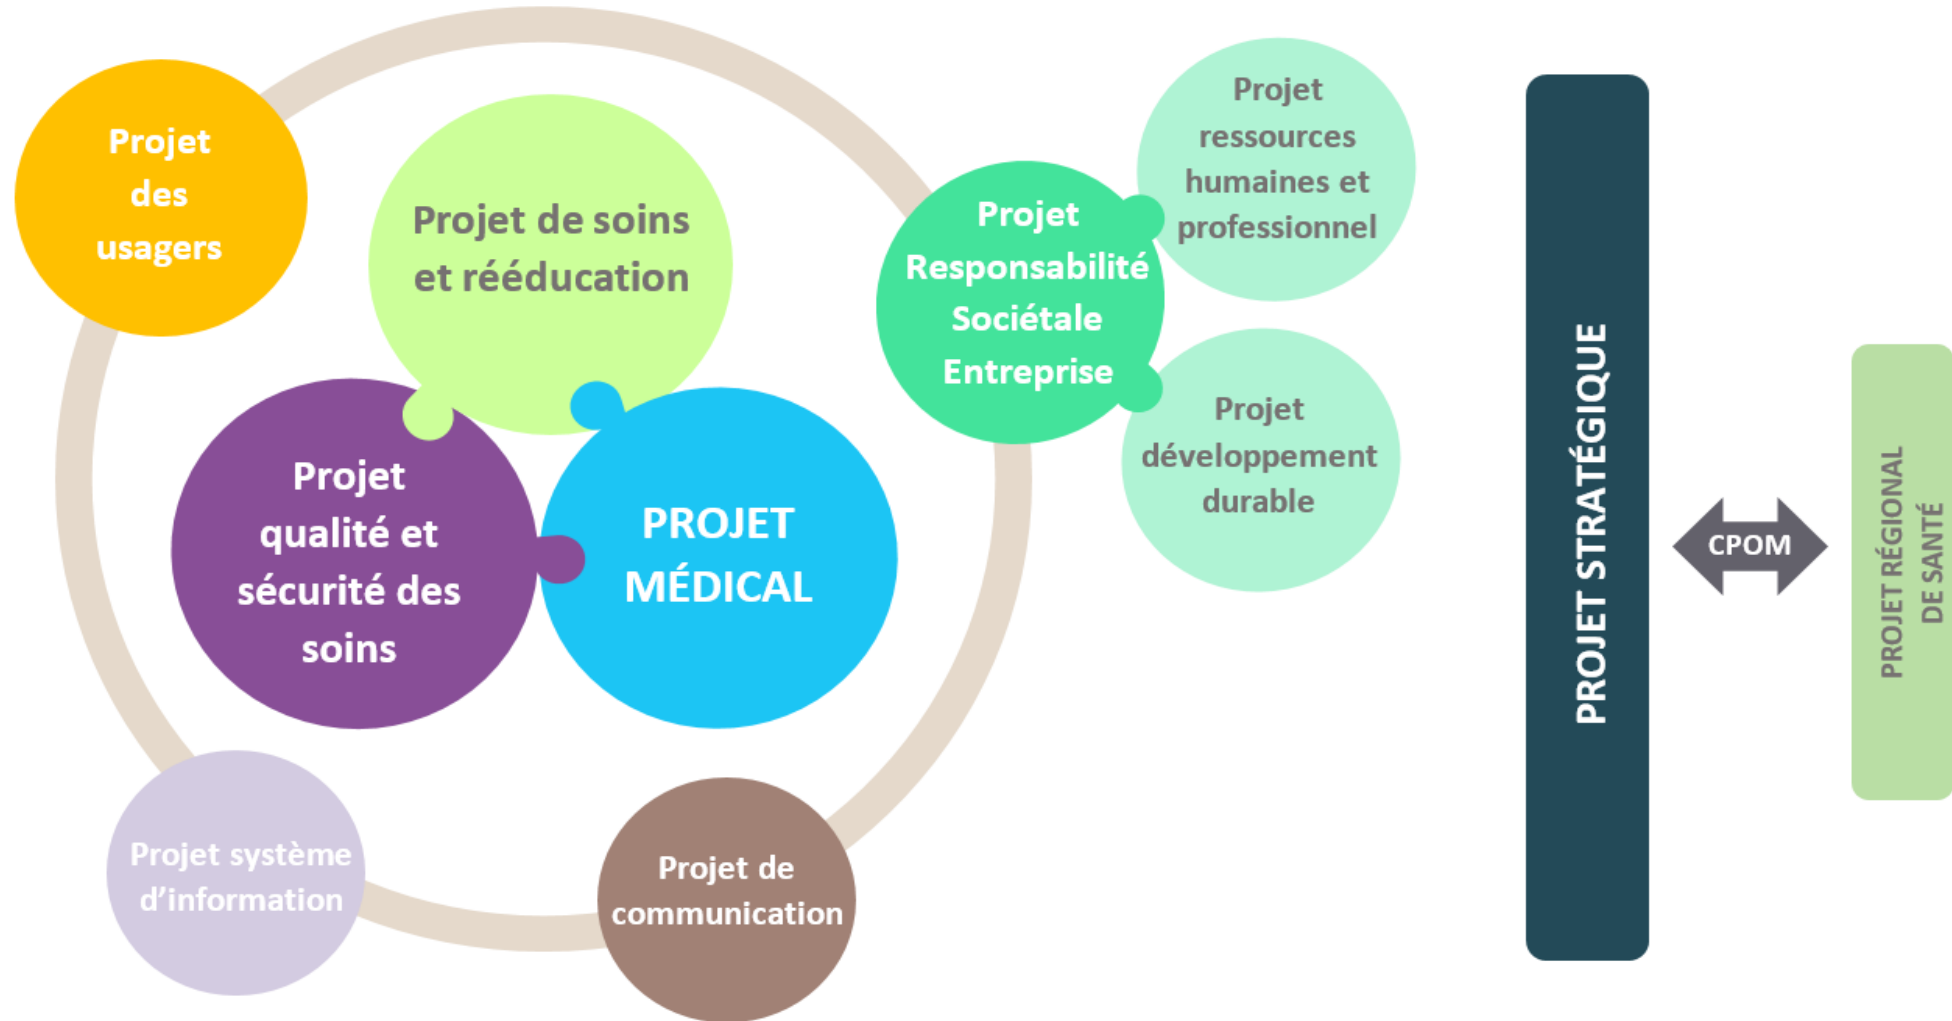 Projet
des
usagers
Projet de soins
et rééducation
Projet
Responsabilité
Sociétale
Entreprise
Projet
ressources
humaines et
professionnel
Projet
développement
durable
Projet
qualité et
sécurité des
soins
PROJET
MÉDICAL
Projet système
d'information
Projet de
communication
PROJET STRATÉGIQUE
CPOM
PROJET RÉGIONAL
DE SANTÉ